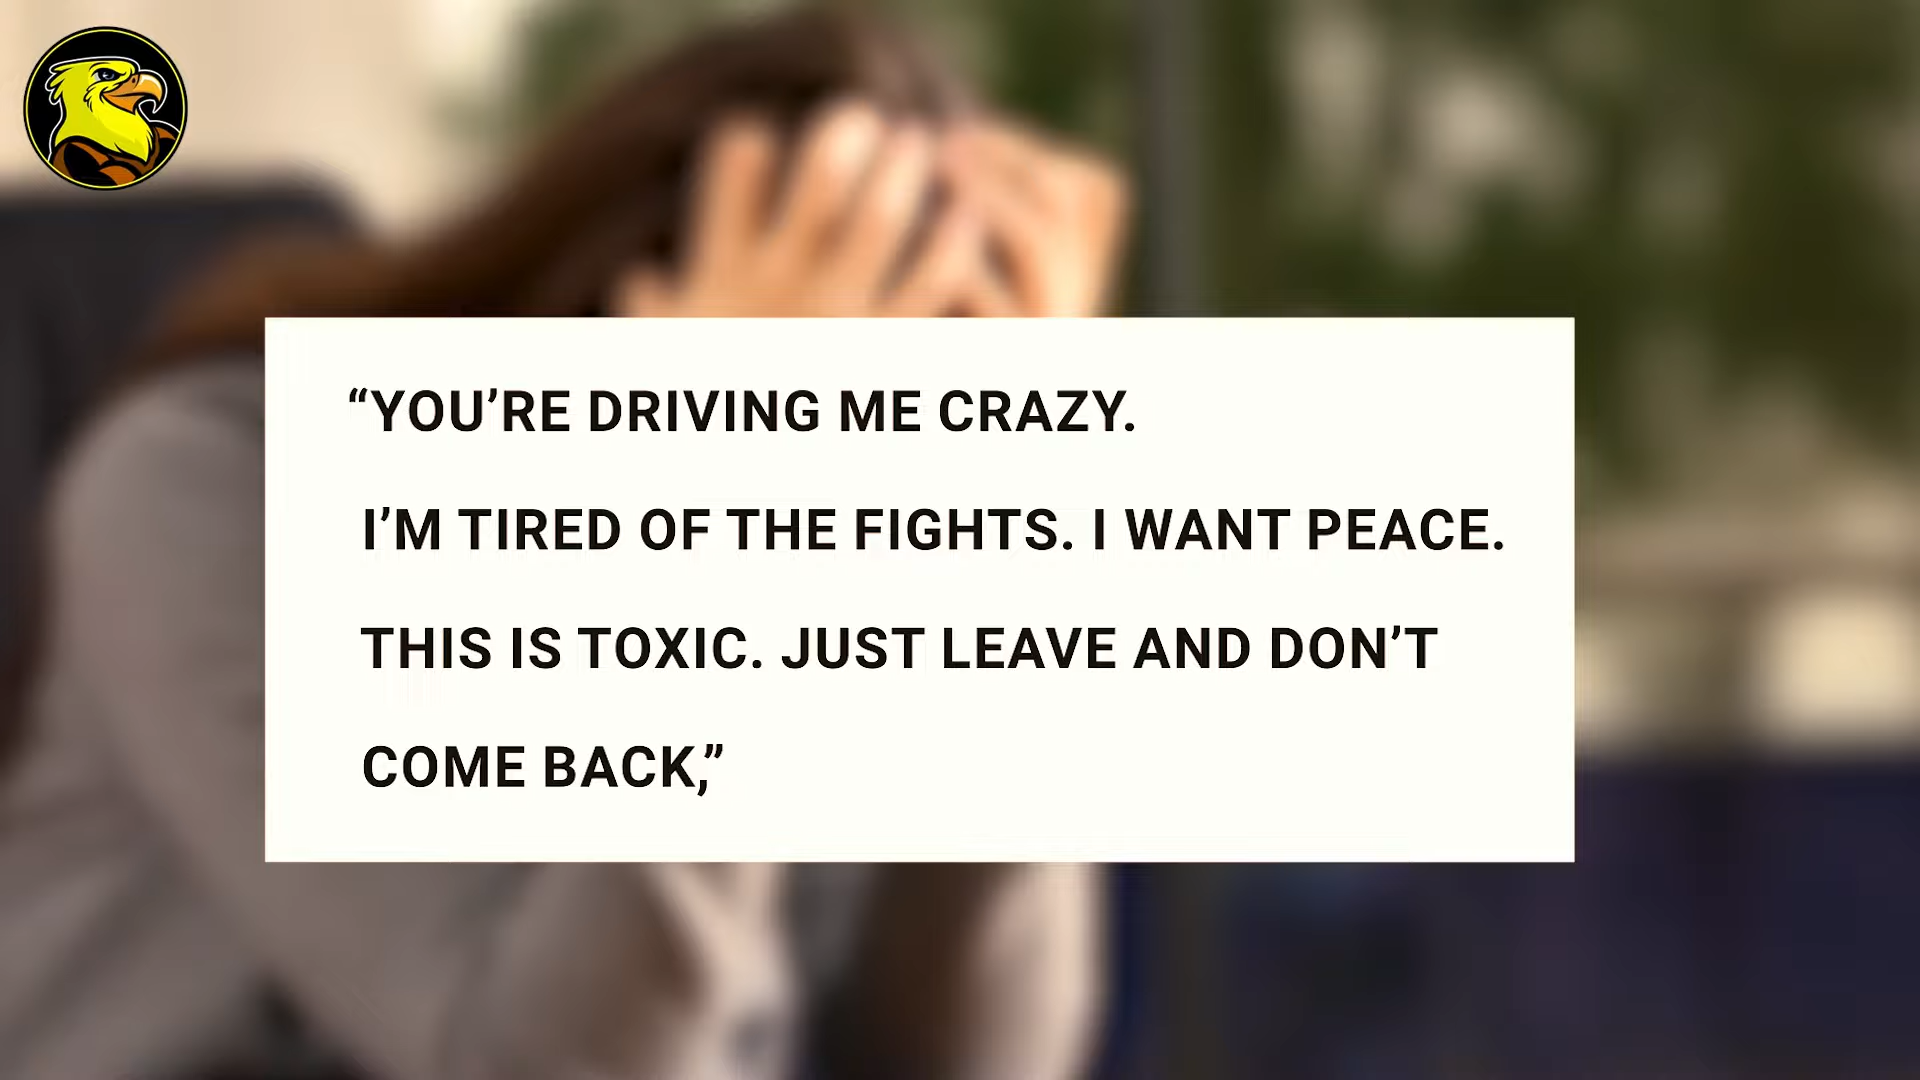 “YOU’RE DRIVING ME CRAZY.
I’M TIRED OF THE FIGHTS. I WANT PEACE.
THIS IS TOXIC. JUST LEAVE AND DON’T
COME BACK,”